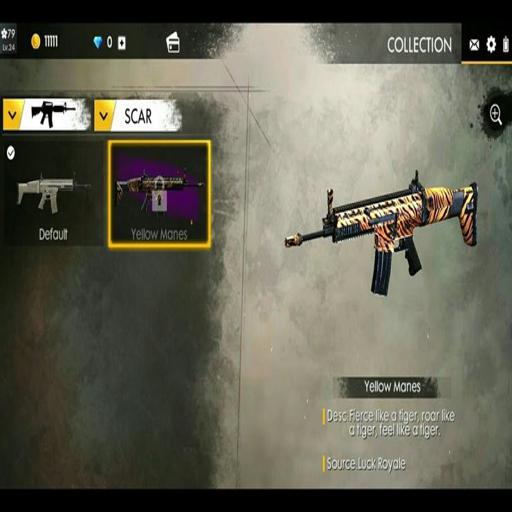 79
Lv.24
11111
0
COLLECTION
SCAR
Default
Yellow Manes
Yellow Manes
Desc:Fierce like a tiger, roar like
a tiger, feel like a tiger.
Source:Luck Royale